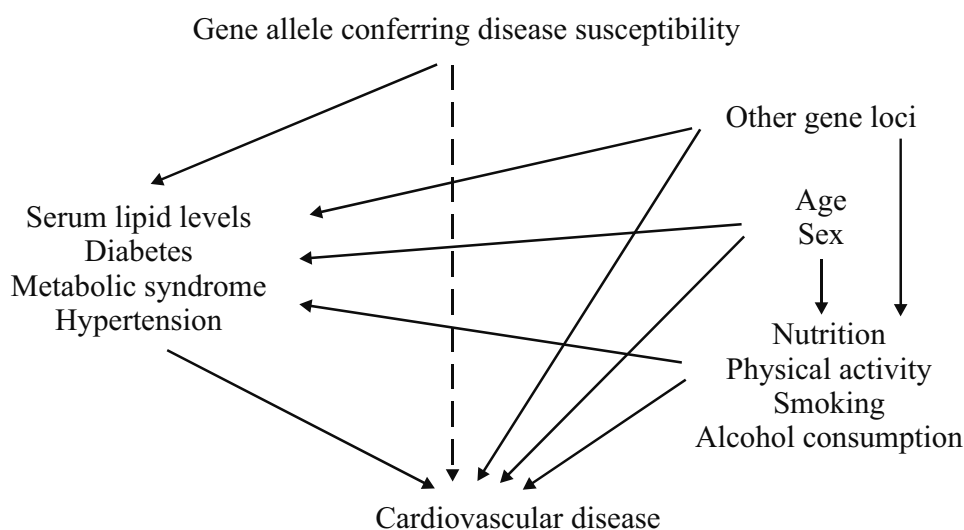 Gene allele conferring disease susceptibility
Other gene loci
Age
Sex
Serum lipid levels
Diabetes
Metabolic syndrome
Hypertension
Nutrition
Physical activity
Smoking
Alcohol consumption
Cardiovascular disease